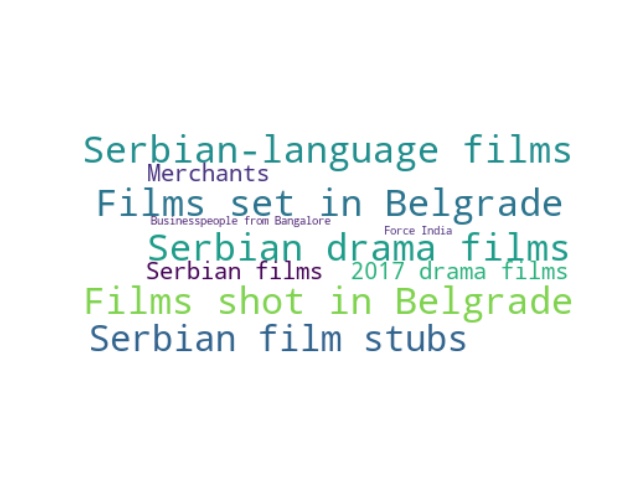 Serbian-language films
Merchants
Films set in Belgrade
Businesspeople from Bangalore
Force India
Serbian drama films
Serbian films 2017 drama films
Films shot in Belgrade
Serbian film stubs